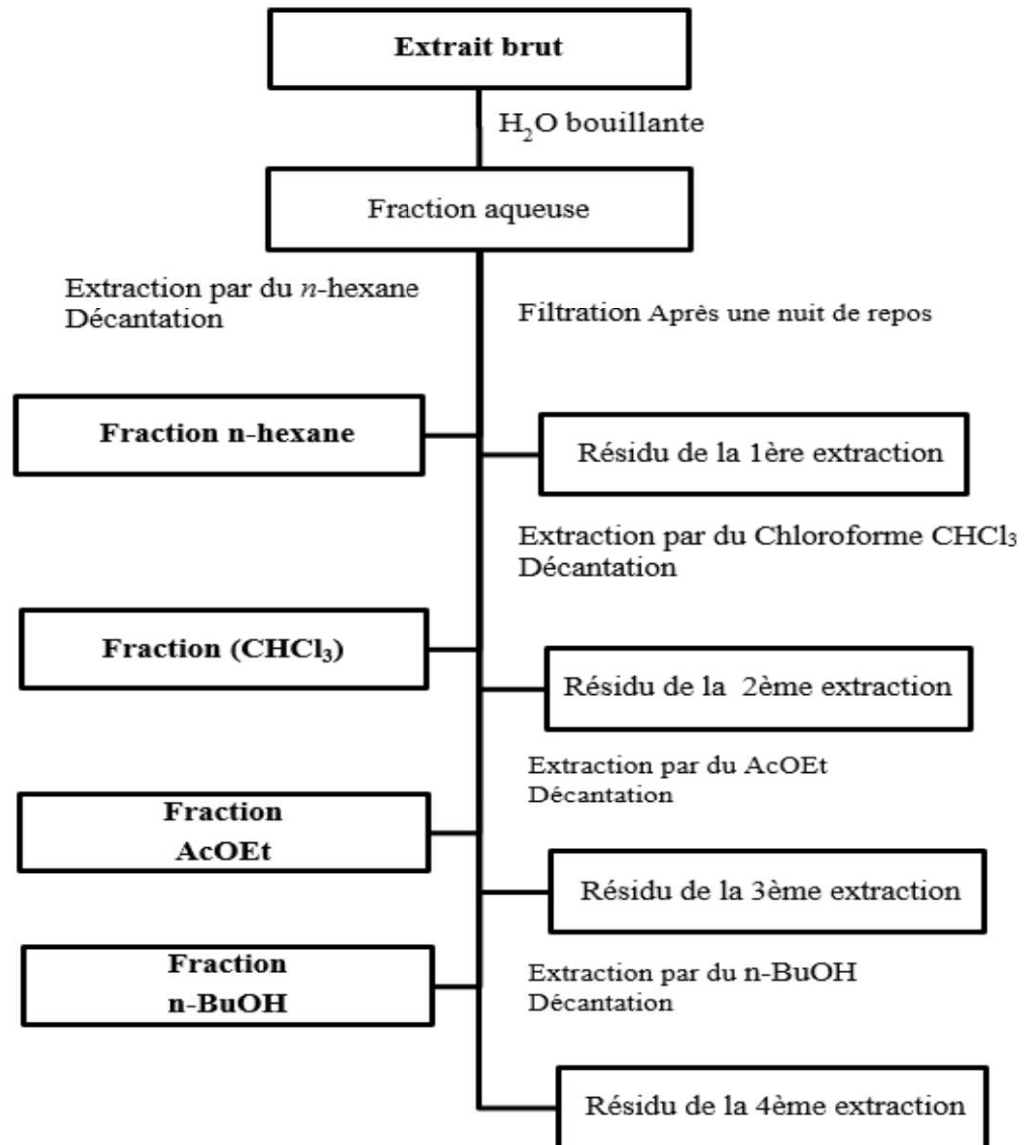 Extrait brut
H₂O bouillante
Fraction aqueuse
Extraction par du n-hexane
Décantation
Filtration Après une nuit de repos
Fraction n-hexane
Résidu de la 1ère extraction
Extraction par du Chloroforme CHCl₃
Décantation
Fraction (CHCl₃)
Résidu de la 2ème extraction
Extraction par du AcOEt
Décantation
Fraction
AcOEt
Résidu de la 3ème extraction
Fraction
n-BuOH
Extraction par du n-BuOH
Décantation
Résidu de la 4ème extraction